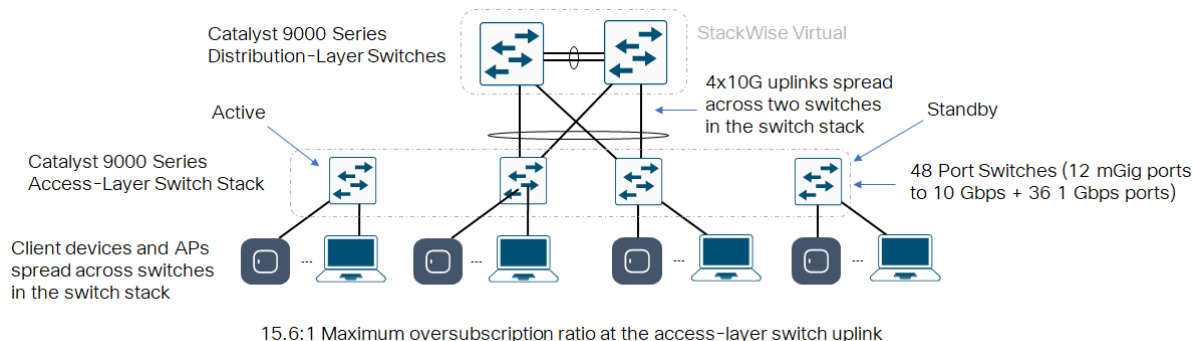 Catalyst 9000 Series
Distribution-Layer Switches
StackWise Virtual
4x10G uplinks spread
across two switches
in the switch stack
Active
Standby
Catalyst 9000 Series
Access-Layer Switch Stack
48 Port Switches (12 mGig ports
to 10 Gbps + 36 1 Gbps ports)
Client devices and APs
spread across switches
in the switch stack
...
...
...
...
15.6:1 Maximum oversubscription ratio at the access-layer switch uplink